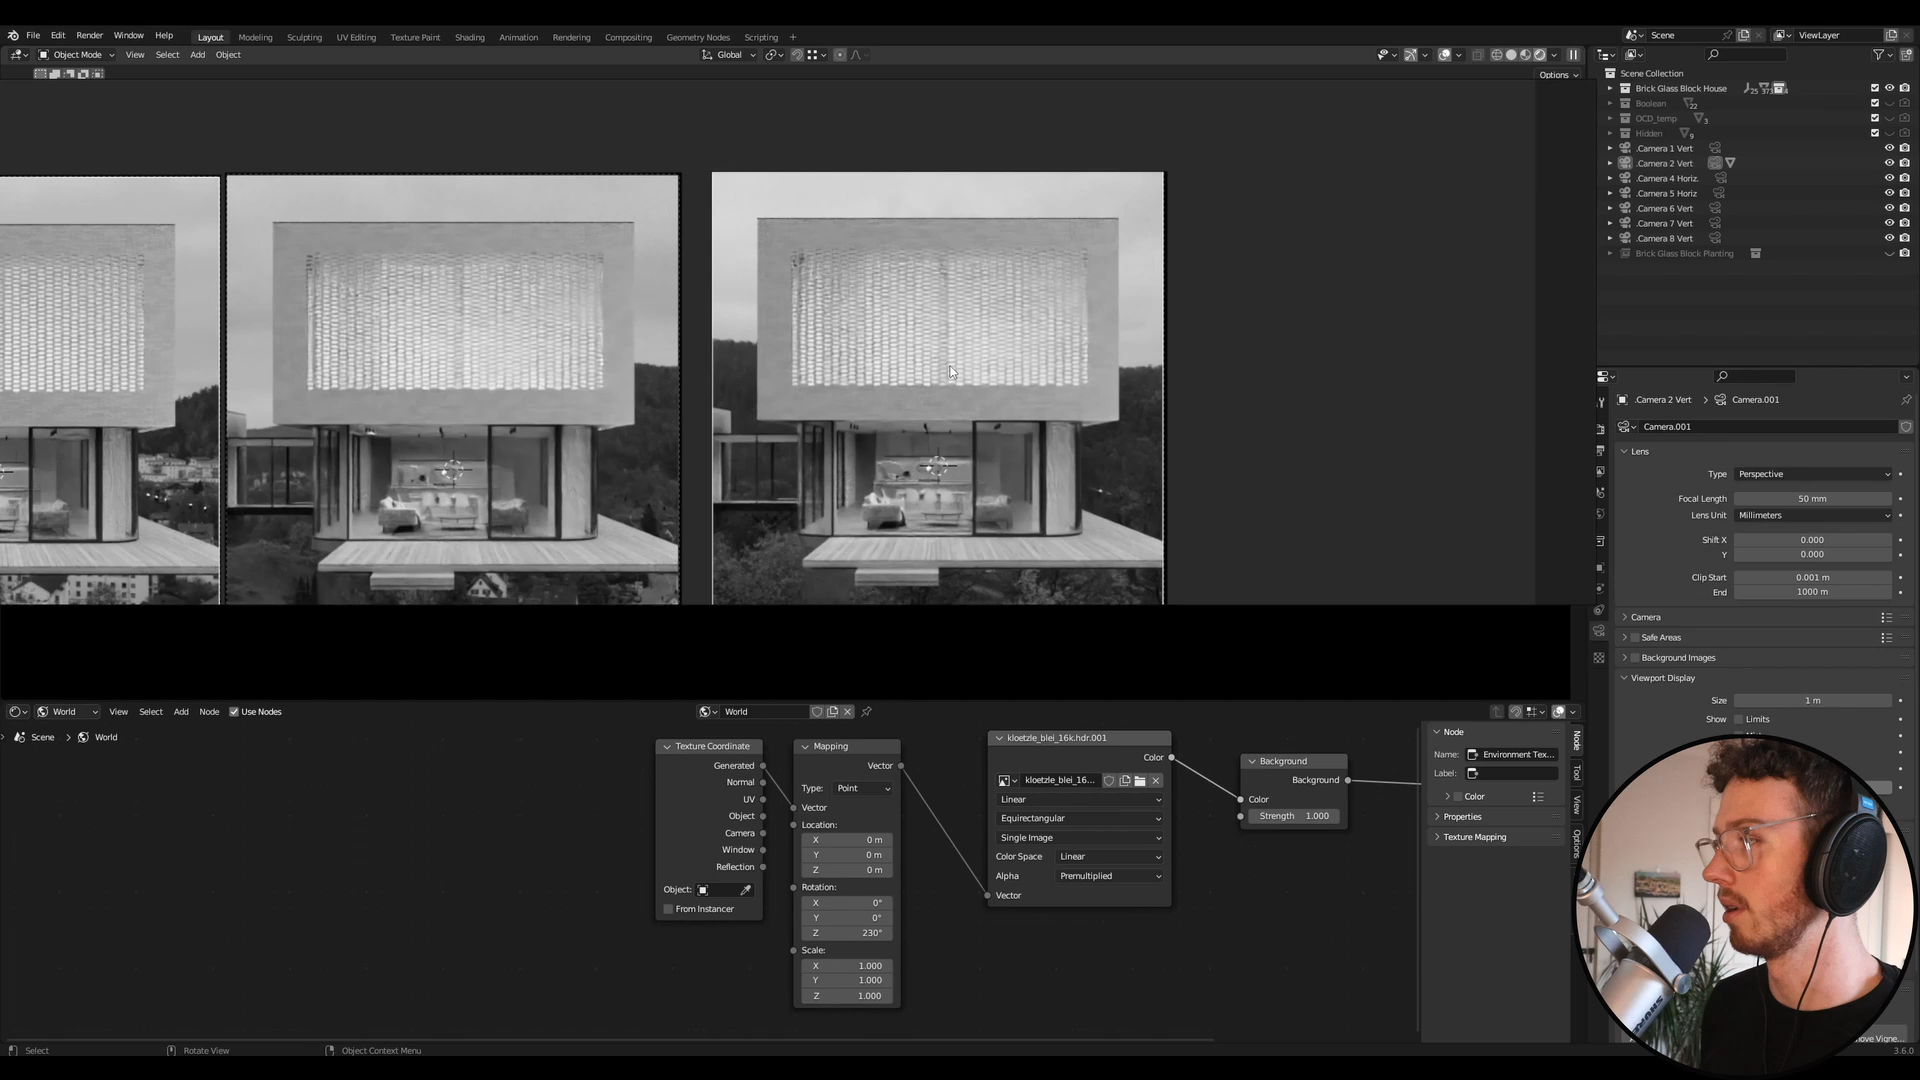 File Edit Render Window Help Layout Modeling Sculpting UV Editing Texture Paint Shading Animation Rendering Compositing Geometry Nodes Scripting + Scene ViewLayer
Object Mode View Select Add Object Global
Options
Scene Collection
Brick Glass Block House 25 373 4
Boolean 22
OCD_temp 3
Hidden 9
.Camera 1 Vert
.Camera 2 Vert
.Camera 4 Horiz.
.Camera 5 Horiz
.Camera 6 Vert
.Camera 7 Vert
.Camera 8 Vert
Brick Glass Block Planting
.Camera 2 Vert > Camera.001
Camera.001
Lens
Type Perspective
Focal Length 50 mm
Lens Unit Millimeters
Shift X 0.000
Y 0.000
Clip Start 0.001 m
End 1000 m
Camera
Safe Areas
Background Images
Viewport Display
Size 1 m
Show Limits
World View Select Add Node Use Nodes World
Scene > World
Texture Coordinate
Generated
Normal
UV
Object
Camera
Window
Reflection
Object:
From Instancer
Mapping
Vector
Type: Point
Vector
Location:
X 0 m
Y 0 m
Z 0 m
Rotation:
X 0°
Y 0°
Z 230°
Scale:
X 1.000
Y 1.000
Z 1.000
kloetzle_blei_16k.hdr.001
Color
kloetzle_blei_16...
Linear
Equirectangular
Single Image
Color Space Linear
Alpha Premultiplied
Vector
Background
Background
Color
Strength 1.000
Node
Name: Environment Tex...
Label:
Color
Properties
Texture Mapping
Node
Tool
View
Options
SHURE
Select Rotate View Object Context Menu
3.6.0